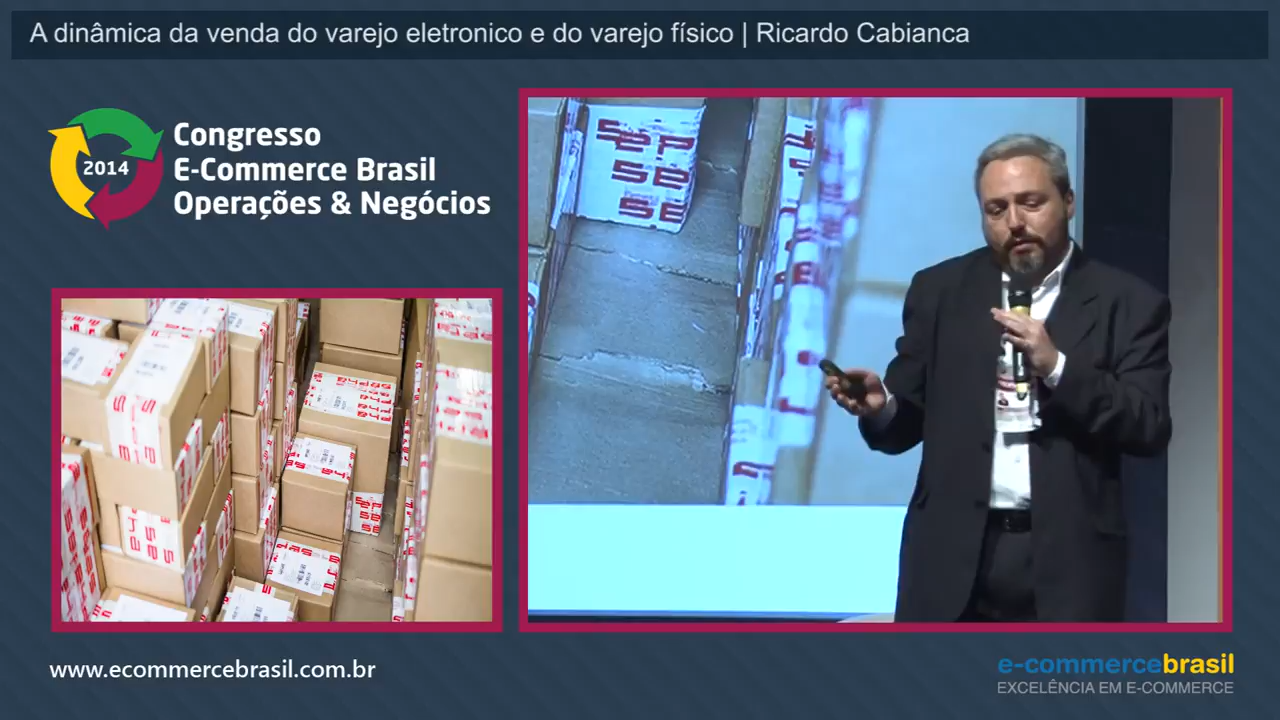 A dinâmica da venda do varejo eletronico e do varejo físico | Ricardo Cabianca
2014
Congresso
E-Commerce Brasil
Operações & Negócios
www.ecommercebrasil.com.br
e-commercebrasil
EXCELÊNCIA EM E-COMMERCE